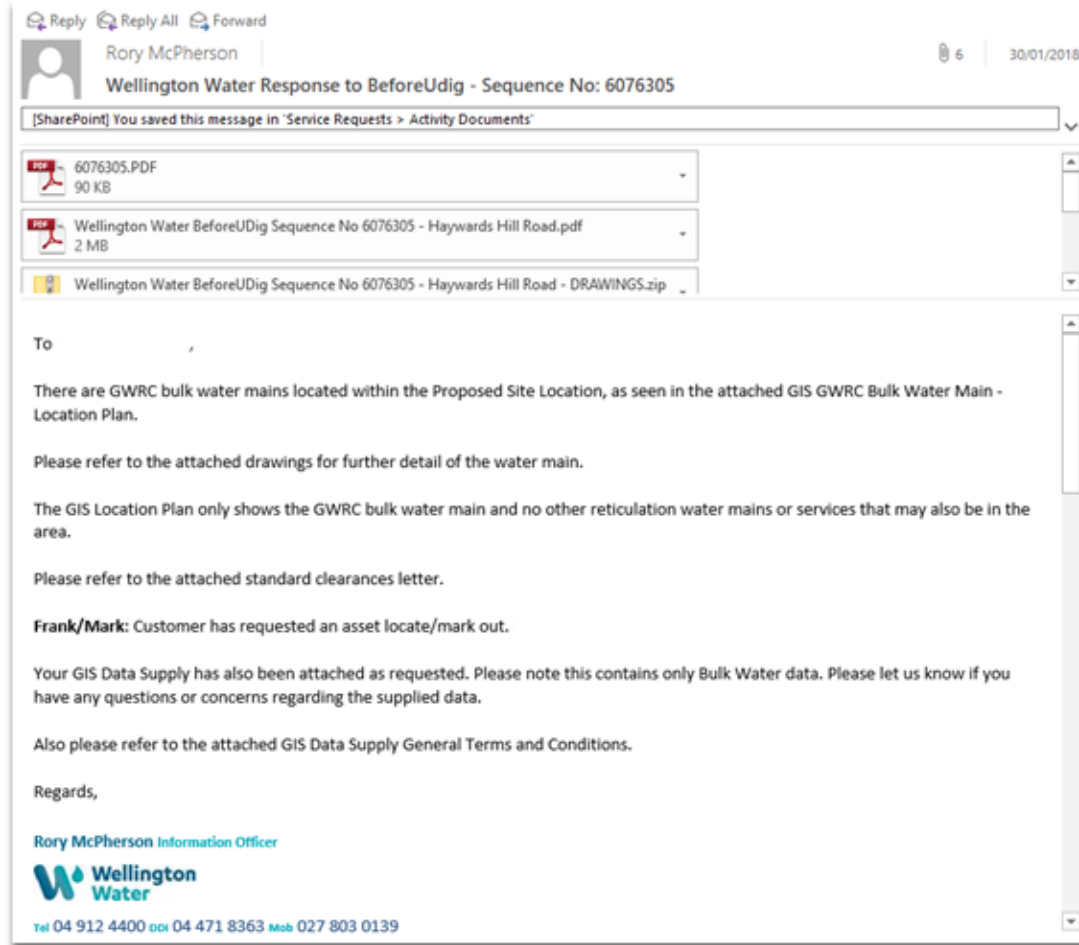 Reply Reply All Forward
Rory McPherson
6 30/01/2018
Wellington Water Response to BeforeUdig - Sequence No: 6076305
[SharePoint] You saved this message in 'Service Requests > Activity Documents'
PDF 6076305.PDF
90 KB
PDF Wellington Water BeforeUDig Sequence No 6076305 - Haywards Hill Road.pdf
2 MB
Wellington Water BeforeUDig Sequence No 6076305 - Haywards Hill Road - DRAWINGS.zip
To ,
There are GWRC bulk water mains located within the Proposed Site Location, as seen in the attached GIS GWRC Bulk Water Main -
Location Plan.
Please refer to the attached drawings for further detail of the water main.
The GIS Location Plan only shows the GWRC bulk water main and no other reticulation water mains or services that may also be in the
area.
Please refer to the attached standard clearances letter.
Frank/Mark: Customer has requested an asset locate/mark out.
Your GIS Data Supply has also been attached as requested. Please note this contains only Bulk Water data. Please let us know if you
have any questions or concerns regarding the supplied data.
Also please refer to the attached GIS Data Supply General Terms and Conditions.
Regards,
Rory McPherson Information Officer
Wellington
Water
Tel 04 912 4400 DDI 04 471 8363 Mob 027 803 0139